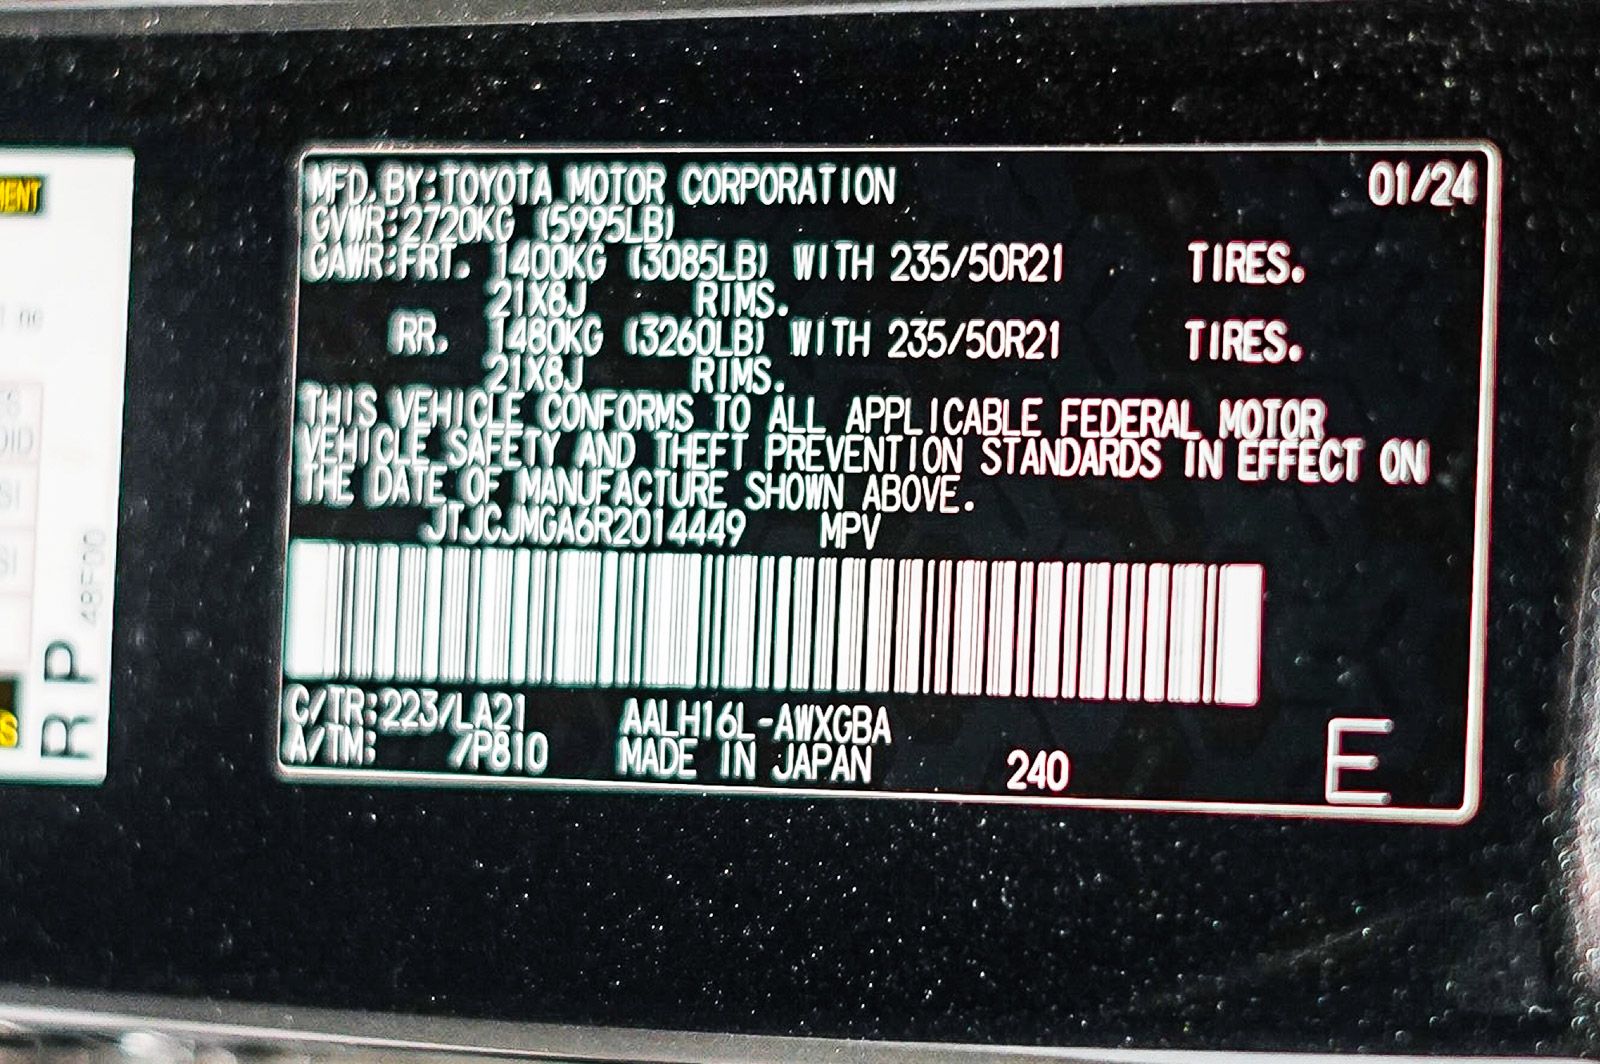 MENT
48F00
R P
MFD.BY:TOYOTA MOTOR CORPORATION 01/24
GVWR:2720KG (5995LB)
GAWR:FRT. 1400KG (3085LB) WITH 235/50R21 TIRES.
21X8J RIMS.
RR. 1480KG (3260LB) WITH 235/50R21 TIRES.
21X8J RIMS.
THIS VEHICLE CONFORMS TO ALL APPLICABLE FEDERAL MOTOR
VEHICLE SAFETY AND THEFT PREVENTION STANDARDS IN EFFECT ON
THE DATE OF MANUFACTURE SHOWN ABOVE.
JTJCJMGA6R2014449 MPV
C/TR:223/LA21 AALH16L-AWXGBA
A/TM: /P810 MADE IN JAPAN 240 E